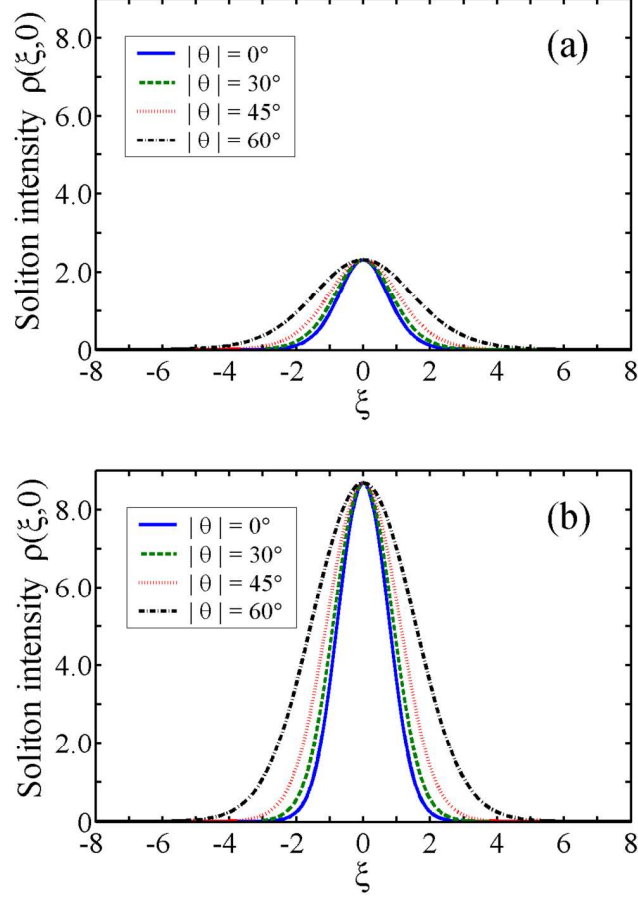 8.0
6.0
4.0
2.0
0
Soliton intensity ρ(ξ,0)
(a)
| θ | = 0°
| θ | = 30°
| θ | = 45°
| θ | = 60°
-8 -6 -4 -2 0 2 4 6 8
ξ
8.0
6.0
4.0
2.0
0
Soliton intensity ρ(ξ,0)
(b)
| θ | = 0°
| θ | = 30°
| θ | = 45°
| θ | = 60°
-8 -6 -4 -2 0 2 4 6 8
ξ